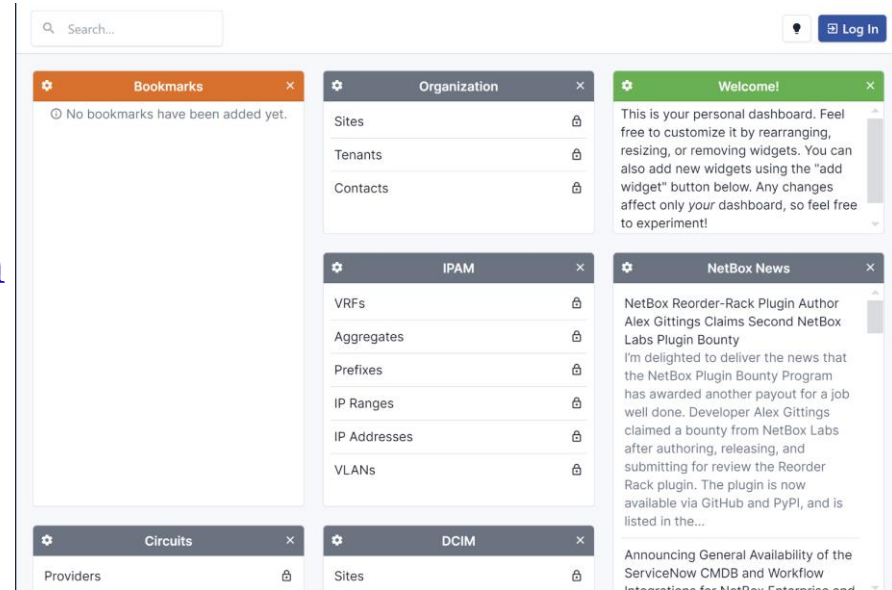 Search...
Log In
Bookmarks
No bookmarks have been added yet.
Organization
Sites
Tenants
Contacts
Welcome!
This is your personal dashboard. Feel
free to customize it by rearranging,
resizing, or removing widgets. You can
also add new widgets using the "add
widget" button below. Any changes
affect only your dashboard, so feel free
to experiment!
IPAM
VRFs
Aggregates
Prefixes
IP Ranges
IP Addresses
VLANs
NetBox News
NetBox Reorder-Rack Plugin Author
Alex Gittings Claims Second NetBox
Labs Plugin Bounty
I'm delighted to deliver the news that
the NetBox Plugin Bounty Program
has awarded another payout for a job
well done. Developer Alex Gittings
claimed a bounty from NetBox Labs
after authoring, releasing, and
submitting for review the Reorder
Rack plugin. The plugin is now
available via GitHub and PyPI, and is
listed in the...
Announcing General Availability of the
ServiceNow CMDB and Workflow
Integrations for NetBox Enterprise and
Circuits
Providers
DCIM
Sites